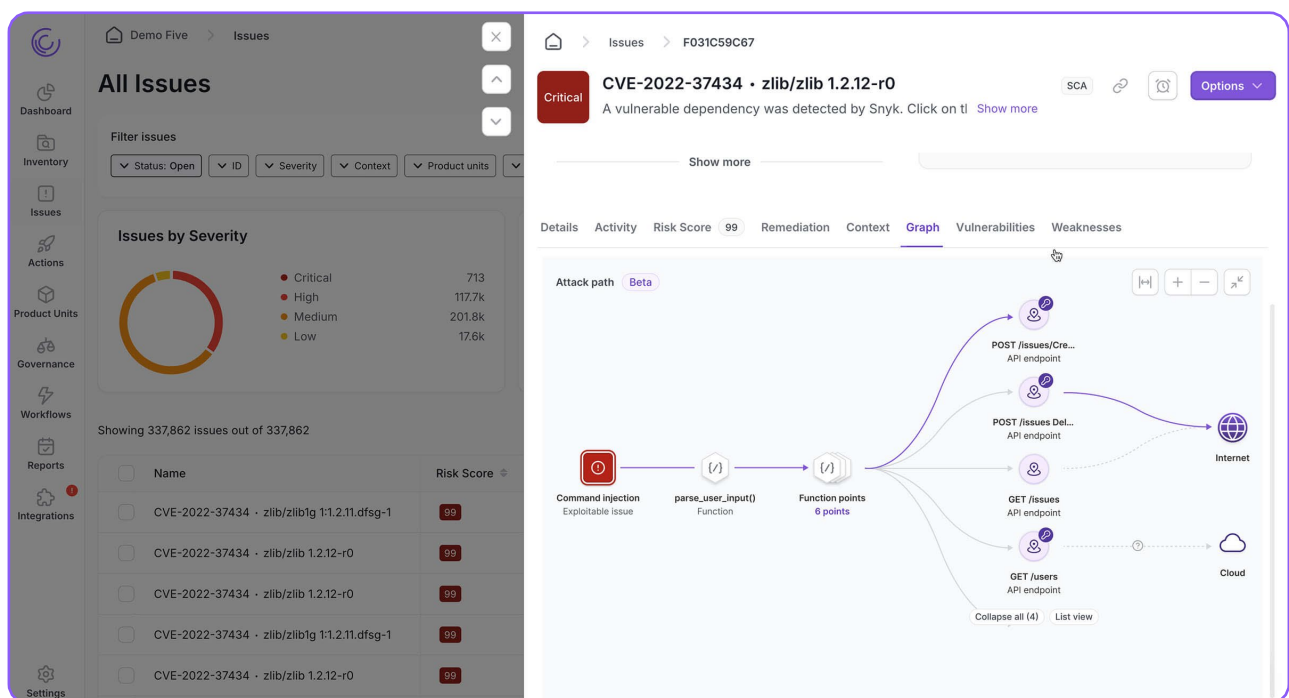 Demo Five
Issues
All Issues
Dashboard
Inventory
Issues
Actions
Product Units
Governance
Workflows
Reports
Integrations
Settings
Filter issues
Status: Open
ID
Severity
Context
Product units
Issues by Severity
Critical 713
High 117.7k
Medium 201.8k
Low 17.6k
Showing 337,862 issues out of 337,862
Name Risk Score
CVE-2022-37434 · zlib/zlib1g 1:1.2.11.dfsg-1 99
CVE-2022-37434 · zlib/zlib 1.2.12-r0 99
CVE-2022-37434 · zlib/zlib 1.2.12-r0 99
CVE-2022-37434 · zlib/zlib1g 1:1.2.11.dfsg-1 99
CVE-2022-37434 · zlib/zlib 1.2.12-r0 99
Issues
F031C59C67
Critical
CVE-2022-37434 · zlib/zlib 1.2.12-r0
A vulnerable dependency was detected by Snyk. Click on tl Show more
SCA
Options
Show more
Details Activity Risk Score 99 Remediation Context Graph Vulnerabilities Weaknesses
Attack path Beta
Command injection
Exploitable issue
parse_user_input()
Function
Function points
6 points
POST /issues/Cre...
API endpoint
POST /issues Del...
API endpoint
GET /issues
API endpoint
GET /users
API endpoint
Collapse all (4)
List view
Internet
Cloud